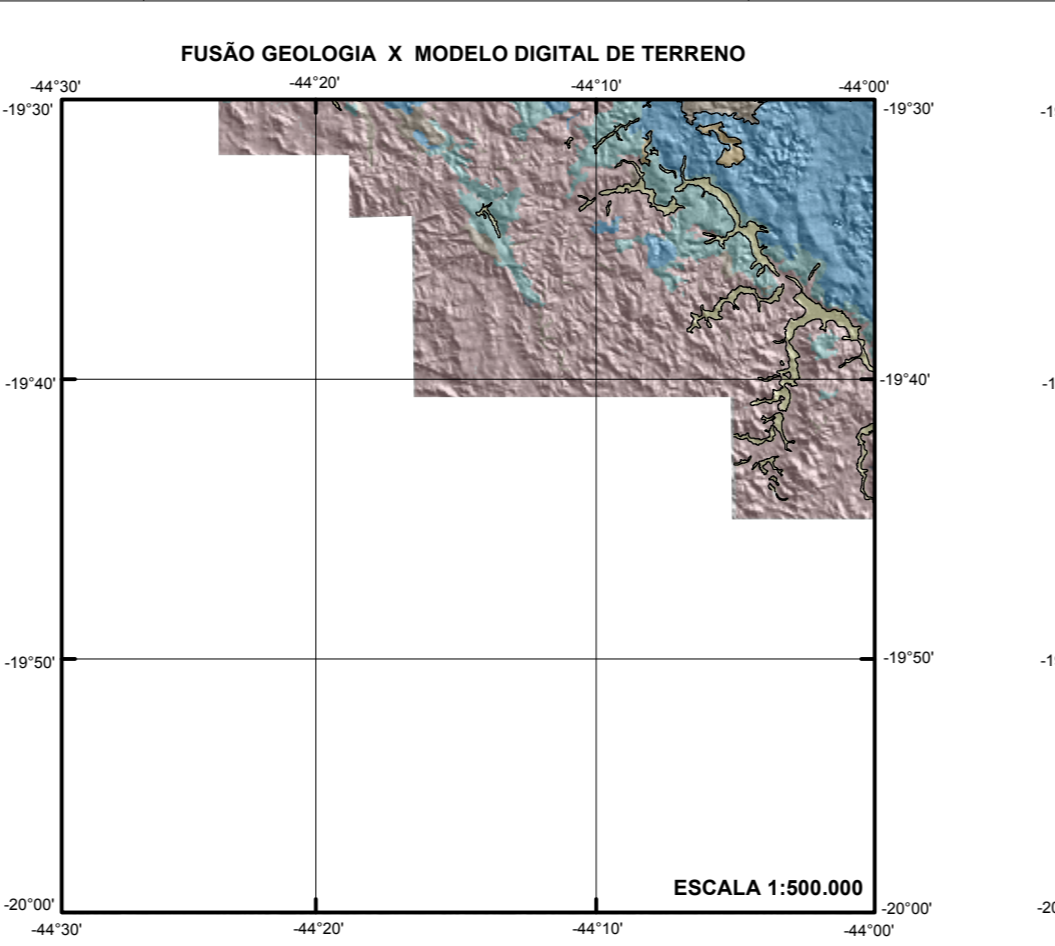 FUSÃO GEOLOGIA X MODELO DIGITAL DE TERRENO
-44°30' -44°20' -44°10' -44°00'
-19°30' -19°30'
-19°40' -19°40'
-19°50' -19°50'
ESCALA 1:500.000
-20°00' -20°00'
-44°30' -44°20' -44°10' -44°00'